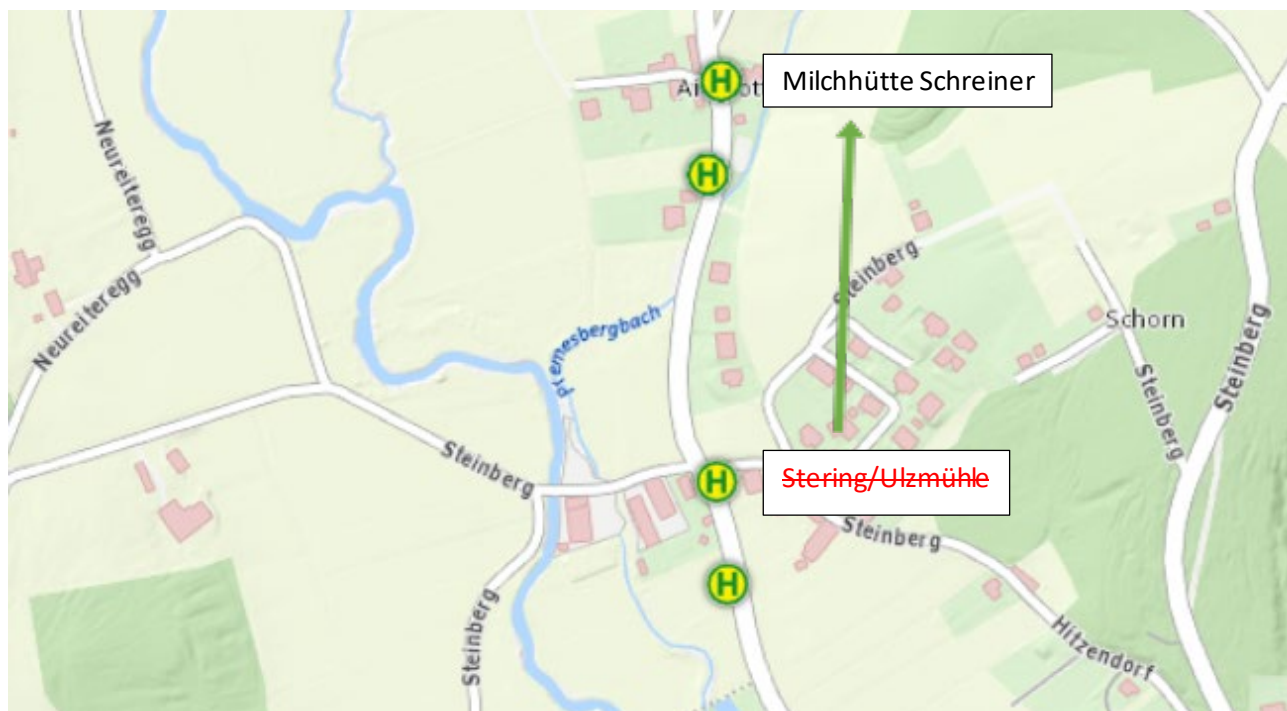 H
Milchhütte Schreiner
H
Neureiteregg
Neureiteregg
Premesbergbach
Steinberg
Schorn
Steinberg
Steinberg
Steinberg
H
Stering/Ulzmühle
Steinberg
H
Steinberg
Hitzendorf